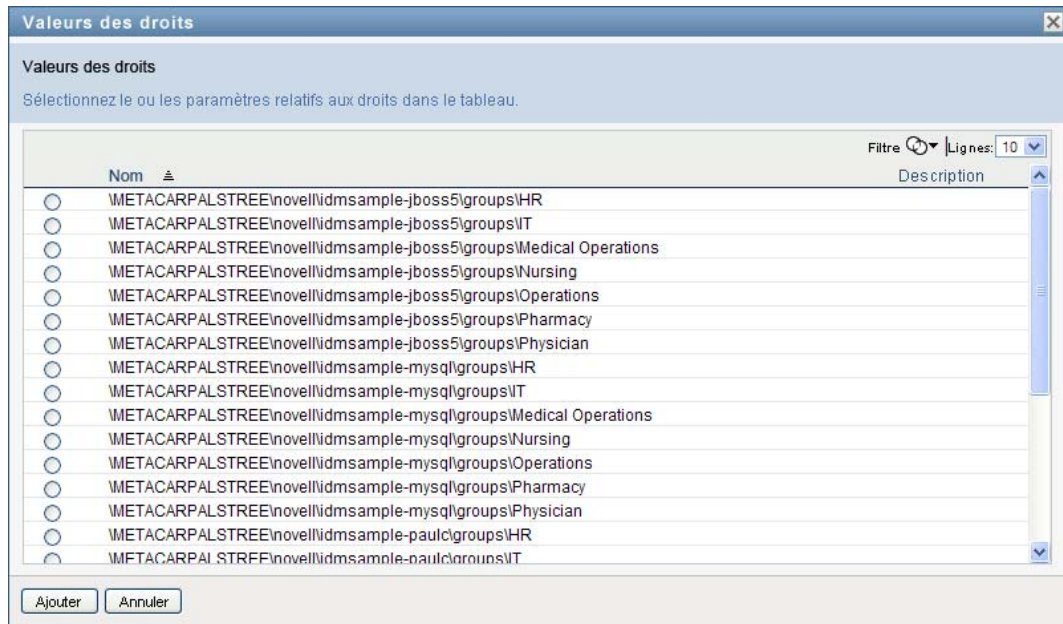 Valeurs des droits
Valeurs des droits
Sélectionnez le ou les paramètres relatifs aux droits dans le tableau.
Filtre Lignes: 10
Nom Description
\METACARPALSTREE\novell\idmsample-jboss5\groups\HR
\METACARPALSTREE\novell\idmsample-jboss5\groups\IT
\METACARPALSTREE\novell\idmsample-jboss5\groups\Medical Operations
\METACARPALSTREE\novell\idmsample-jboss5\groups\Nursing
\METACARPALSTREE\novell\idmsample-jboss5\groups\Operations
\METACARPALSTREE\novell\idmsample-jboss5\groups\Pharmacy
\METACARPALSTREE\novell\idmsample-jboss5\groups\Physician
\METACARPALSTREE\novell\idmsample-mysql\groups\HR
\METACARPALSTREE\novell\idmsample-mysql\groups\IT
\METACARPALSTREE\novell\idmsample-mysql\groups\Medical Operations
\METACARPALSTREE\novell\idmsample-mysql\groups\Nursing
\METACARPALSTREE\novell\idmsample-mysql\groups\Operations
\METACARPALSTREE\novell\idmsample-mysql\groups\Pharmacy
\METACARPALSTREE\novell\idmsample-mysql\groups\Physician
\METACARPALSTREE\novell\idmsample-paulc\groups\HR
\METACARPALSTREE\novell\idmsample-paulc\groups\IT
Ajouter Annuler